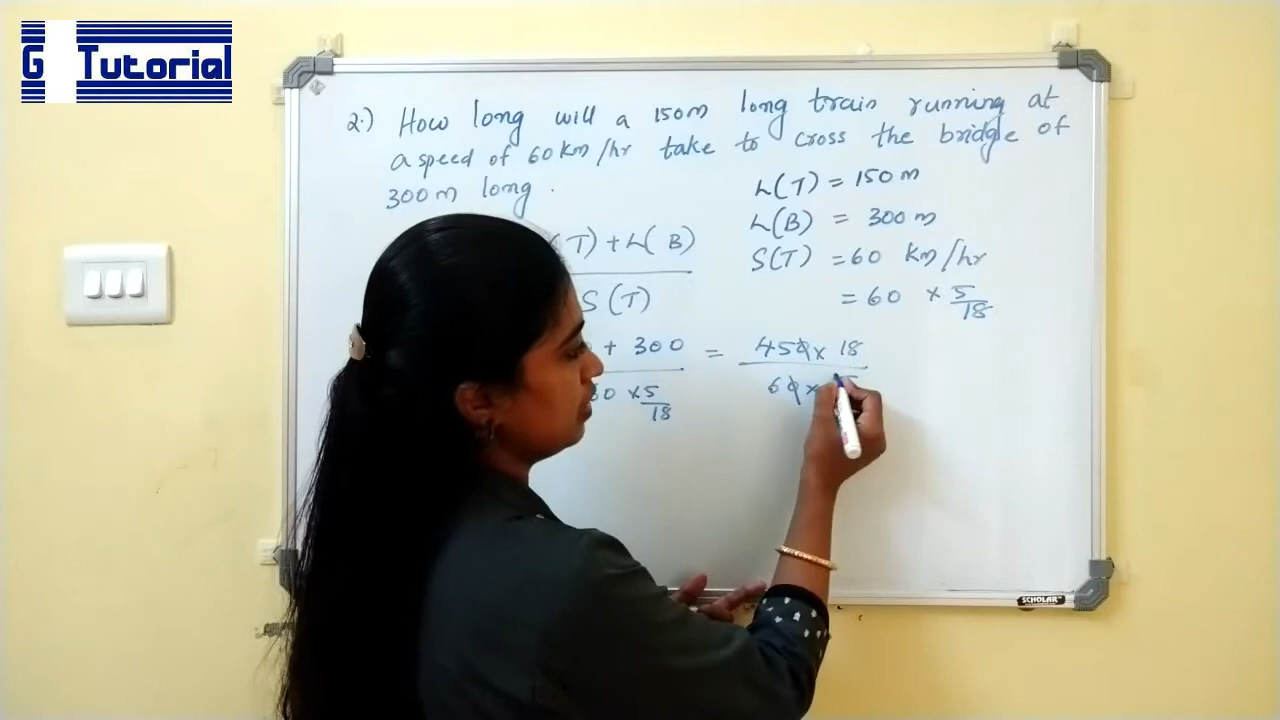 G Tutorial
2.) How long will a 150m long train running at
a speed of 60 km/hr take to cross the bridge of
300 m long .
L(T) = 150 m
L(B) = 300 m
S(T) = 60 km/hr
= 60 × 5/18
(T) + L(B)
S(T)
+ 300
60 × 5/18
= 450 × 18
60 ×
SCHOLAR